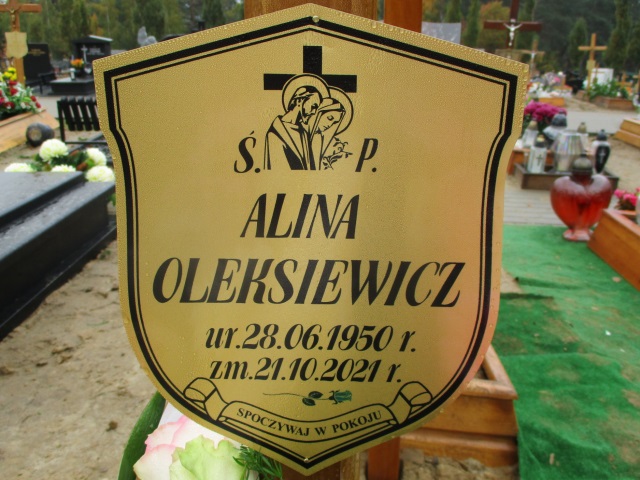 Ś. P.
ALINA
OLEKSIEWICZ
ur.28.06.1950 r.
zm.21.10.2021 r.
SPOCZYWAJ W POKOJU